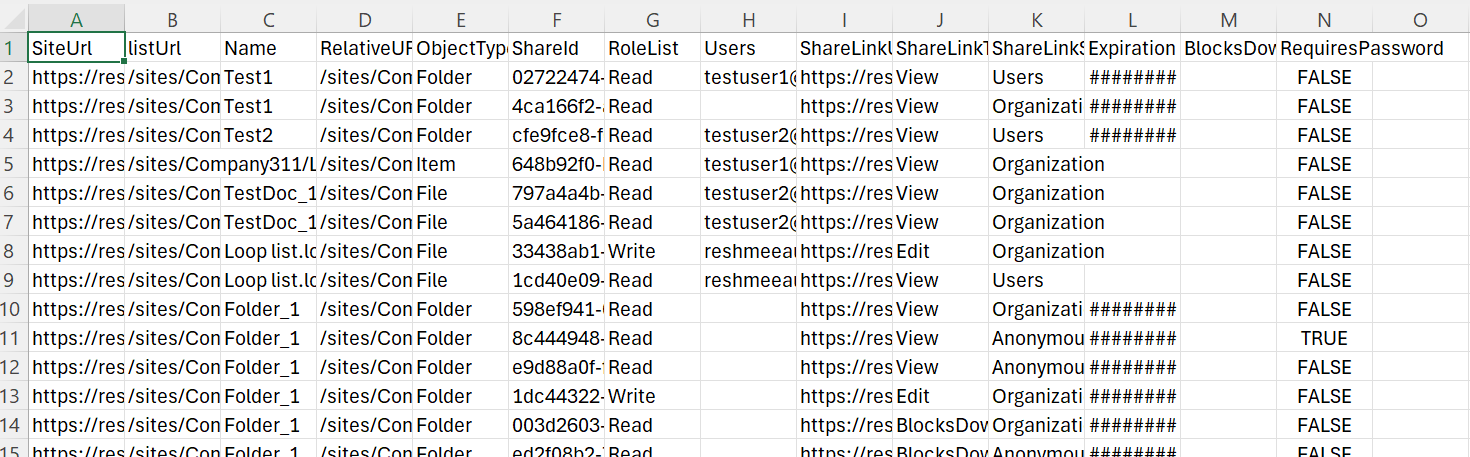 A B C D E F G H I J K L M N O
1 SiteUrl listUrl Name RelativeUR ObjectType ShareId RoleList Users ShareLinkU ShareLinkT ShareLinkS Expiration BlocksDow RequiresPassword
2 https://res /sites/Con Test1 /sites/Con Folder 02722474- Read testuser1@ https://res View Users ######## FALSE
3 https://res /sites/Con Test1 /sites/Con Folder 4ca166f2- Read https://res View Organizati ######## FALSE
4 https://res /sites/Con Test2 /sites/Con Folder cfe9fce8-f Read testuser2@ https://res View Users ######## FALSE
5 https://res /sites/Company311/L /sites/Con Item 648b92f0- Read testuser1@ https://res View Organization FALSE
6 https://res /sites/Con TestDoc_1 /sites/Con File 797a4a4b- Read testuser2@ https://res View Organization FALSE
7 https://res /sites/Con TestDoc_1 /sites/Con File 5a464186- Read testuser2@ https://res View Organization FALSE
8 https://res /sites/Con Loop list.lo /sites/Con File 33438ab1- Write reshmeeau https://res Edit Organization FALSE
9 https://res /sites/Con Loop list.lo /sites/Con File 1cd40e09- Read reshmeeau https://res View Users FALSE
10 https://res /sites/Con Folder_1 /sites/Con Folder 598ef941- Read https://res View Organizati ######## FALSE
11 https://res /sites/Con Folder_1 /sites/Con Folder 8c444948- Read https://res View Anonymou ######## TRUE
12 https://res /sites/Con Folder_1 /sites/Con Folder e9d88a0f- Read https://res View Anonymou ######## FALSE
13 https://res /sites/Con Folder_1 /sites/Con Folder 1dc44322- Write https://res Edit Organizati ######## FALSE
14 https://res /sites/Con Folder_1 /sites/Con Folder 003d2603- Read https://res BlocksDow Organizati ######## FALSE
15 https://res /sites/Con Folder_1 /sites/Con Folder ed2f08b2- Read https://res BlocksDow Anonymou ######## FALSE